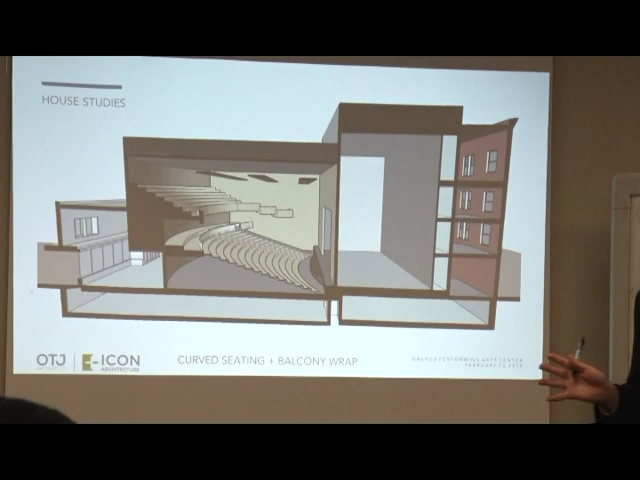 HOUSE STUDIES
OTJ
ICON
ARCHITECTURE
CURVED SEATING + BALCONY WRAP
NASHUA PERFORMING ARTS CENTER